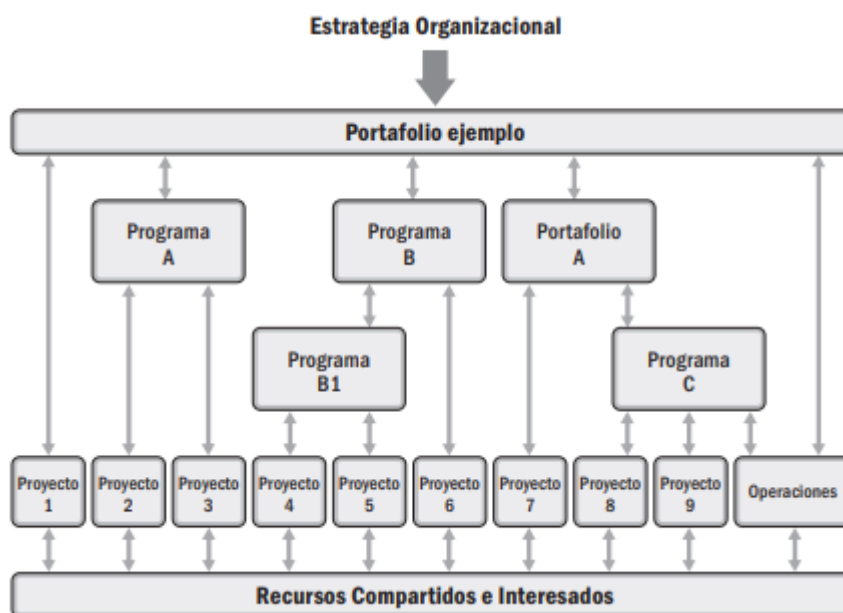 Estrategia Organizacional
Portafolio ejemplo
Programa
A
Programa
B
Portafolio
A
Programa
B1
Programa
C
Proyecto
1
Proyecto
2
Proyecto
3
Proyecto
4
Proyecto
5
Proyecto
6
Proyecto
7
Proyecto
8
Proyecto
9
Operaciones
Recursos Compartidos e Interesados